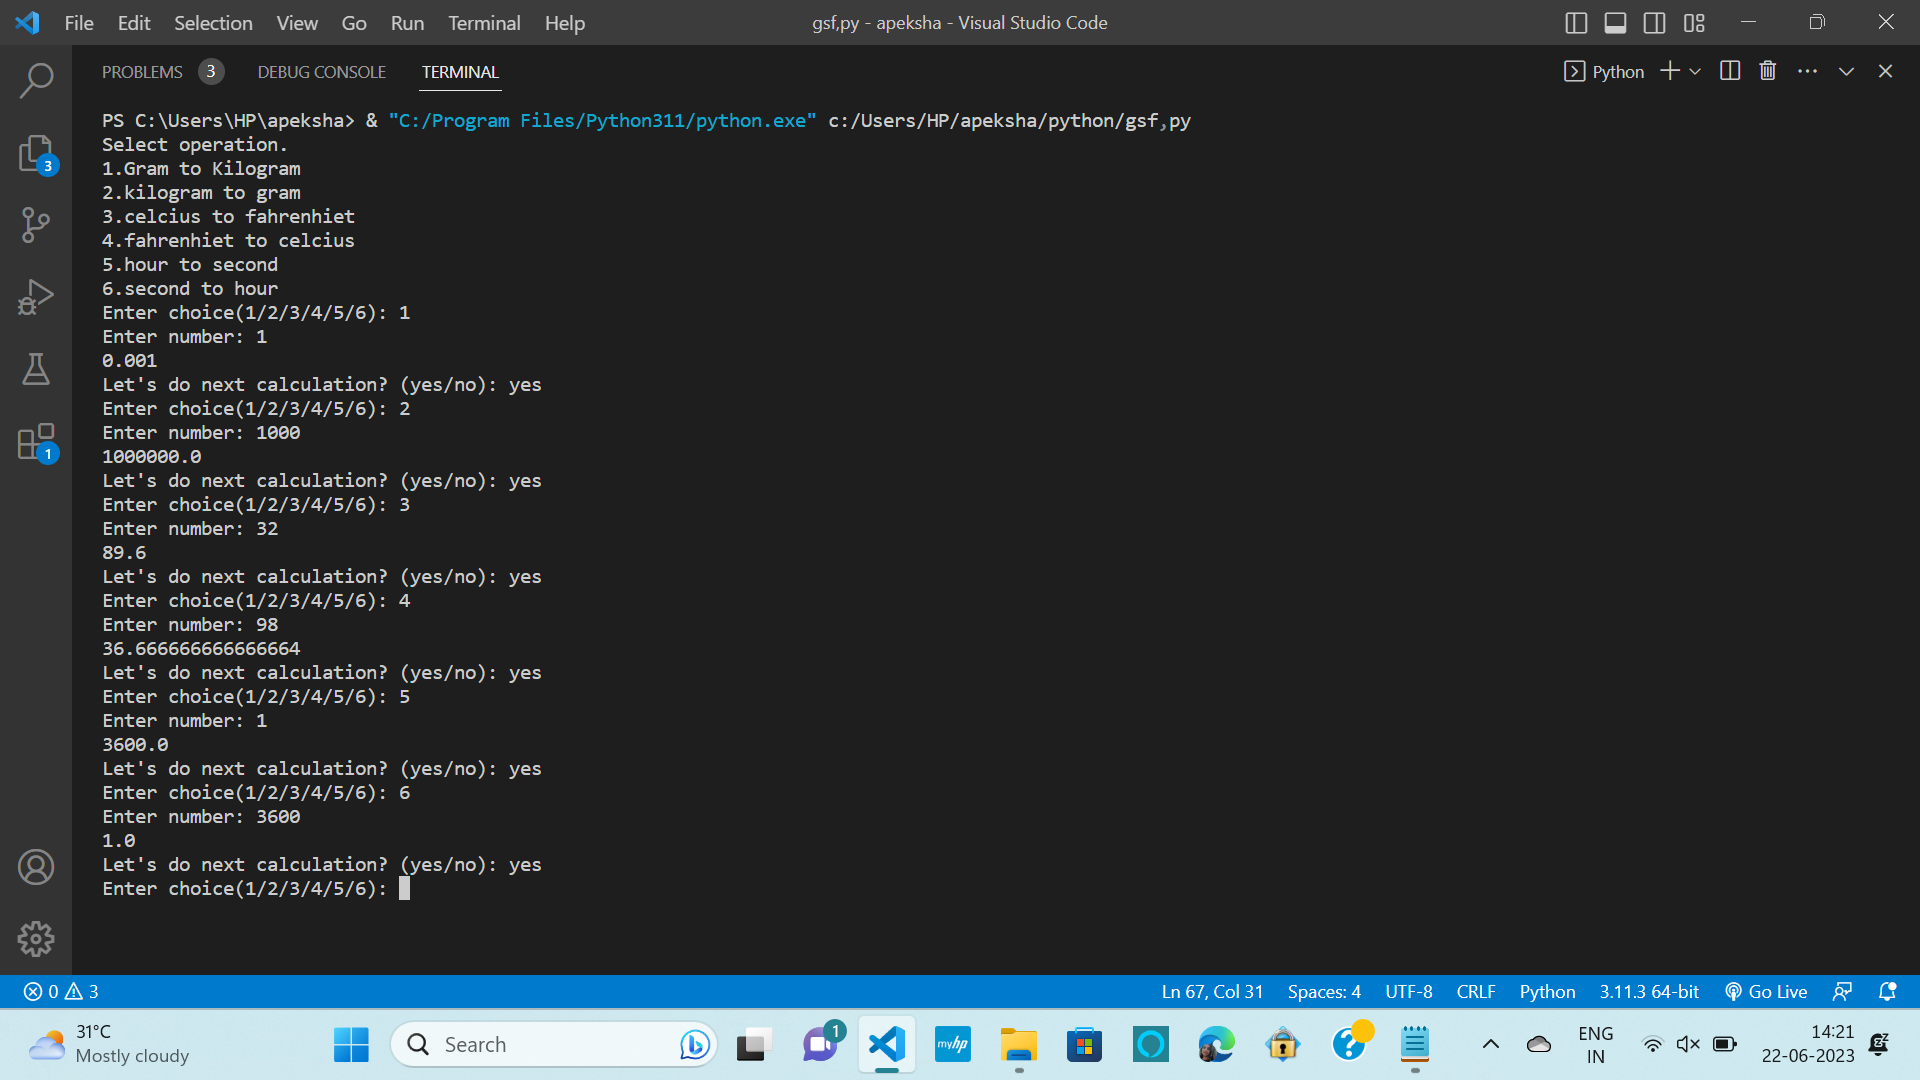 File Edit Selection View Go Run Terminal Help gsf,py - apeksha - Visual Studio Code
PROBLEMS 3 DEBUG CONSOLE TERMINAL Python
PS C:\Users\HP\apeksha> & "C:/Program Files/Python311/python.exe" c:/Users/HP/apeksha/python/gsf,py
Select operation.
1.Gram to Kilogram
2.kilogram to gram
3.celcius to fahrenhiet
4.fahrenhiet to celcius
5.hour to second
6.second to hour
Enter choice(1/2/3/4/5/6): 1
Enter number: 1
0.001
Let's do next calculation? (yes/no): yes
Enter choice(1/2/3/4/5/6): 2
Enter number: 1000
1000000.0
Let's do next calculation? (yes/no): yes
Enter choice(1/2/3/4/5/6): 3
Enter number: 32
89.6
Let's do next calculation? (yes/no): yes
Enter choice(1/2/3/4/5/6): 4
Enter number: 98
36.666666666666664
Let's do next calculation? (yes/no): yes
Enter choice(1/2/3/4/5/6): 5
Enter number: 1
3600.0
Let's do next calculation? (yes/no): yes
Enter choice(1/2/3/4/5/6): 6
Enter number: 3600
1.0
Let's do next calculation? (yes/no): yes
Enter choice(1/2/3/4/5/6):
3
1
0 3 Ln 67, Col 31 Spaces: 4 UTF-8 CRLF Python 3.11.3 64-bit Go Live
31°C
Mostly cloudy
Search
1
myhp
ENG
IN
14:21
22-06-2023